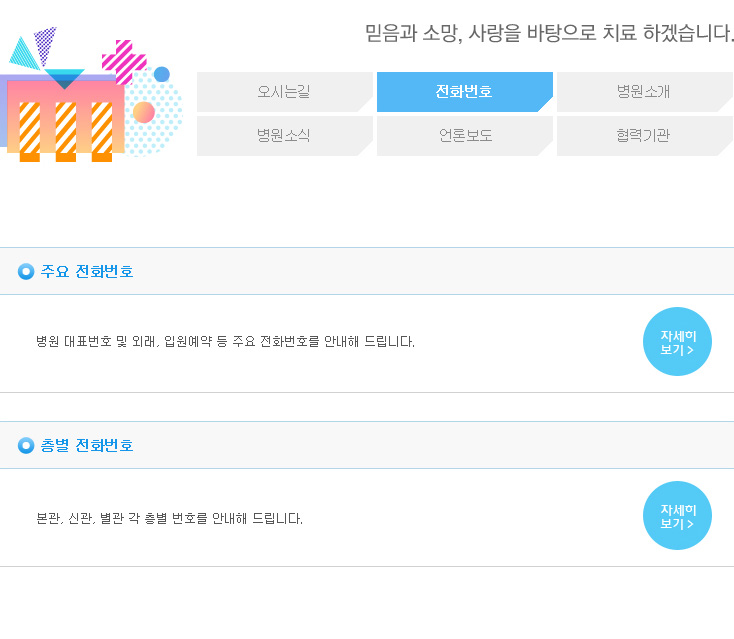 믿음과 소망, 사랑을 바탕으로 치료 하겠습니다.
오시는길
전화번호
병원소개
병원소식
언론보도
협력기관
주요 전화번호
병원 대표번호 및 외래, 입원예약 등 주요 전화번호를 안내해 드립니다.
자세히
보기 >
층별 전화번호
본관, 신관, 별관 각 층별 번호를 안내해 드립니다.
자세히
보기 >